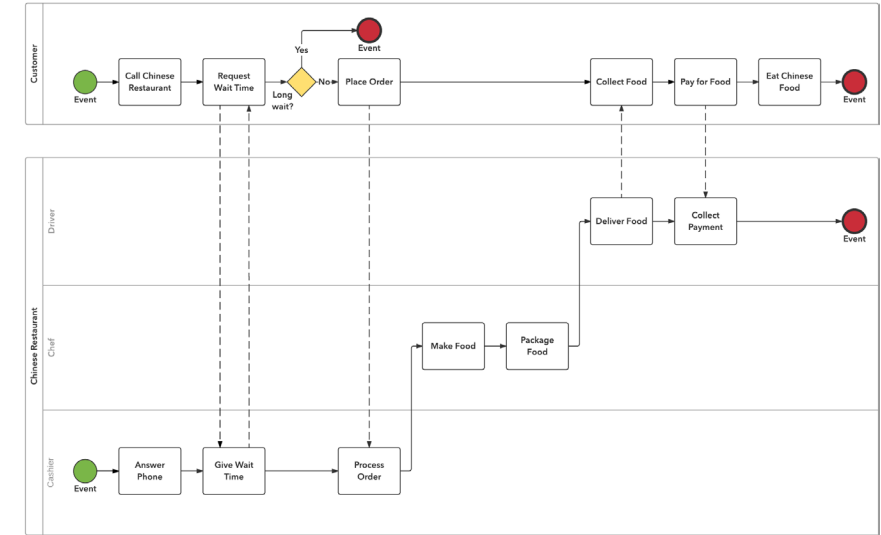 Customer
Event
Call Chinese
Restaurant
Request
Wait Time
Long
wait?
Yes
Event
No
Place Order
Collect Food
Pay for Food
Eat Chinese
Food
Event
Chinese Restaurant
Driver
Deliver Food
Collect
Payment
Event
Chef
Make Food
Package
Food
Cashier
Event
Answer
Phone
Give Wait
Time
Process
Order